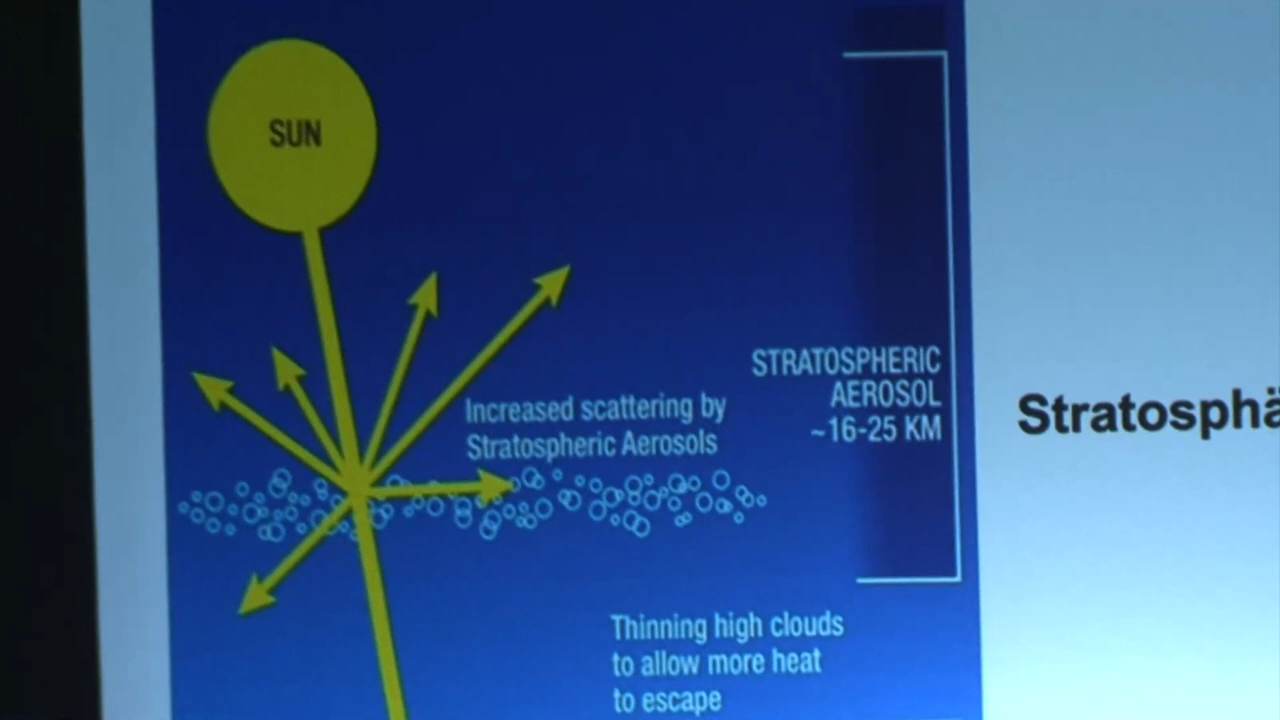 SUN
Increased scattering by
Stratospheric Aerosols
STRATOSPHERIC
AEROSOL
~16-25 KM
Stratosphä
Thinning high clouds
to allow more heat
to escape